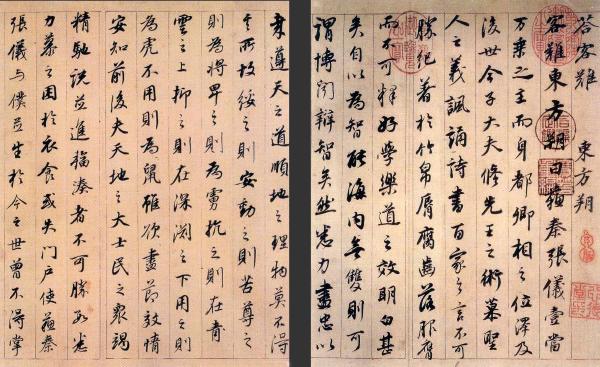 答客難 東方朔
客難東方朔曰蘇秦張儀壹當
万乘之主而身都卿相之位澤及
後世今子大夫修先王之術慕聖
人之義諷誦詩書百家之言不可
勝紀著於竹帛脣腐齒落服膺
而不可釋好學樂道之效明白甚
矣自以為智能海内無雙則可
謂博聞辯智矣然悉力盡忠以
遵天之道順地之理物莫不得
其所故綏之則安動之則苦尊之
則為將卑之則為虜抗之則在青
雲之上抑之則在深淵之下用之則
為虎不用則為鼠雖欲盡節效情
安知前後夫天地之大士民之眾竭
精馳說並進輻湊者不可勝數悉
力慕之困於衣食或失門戶使蘇秦
張儀與僕並生於今之世曾不得掌